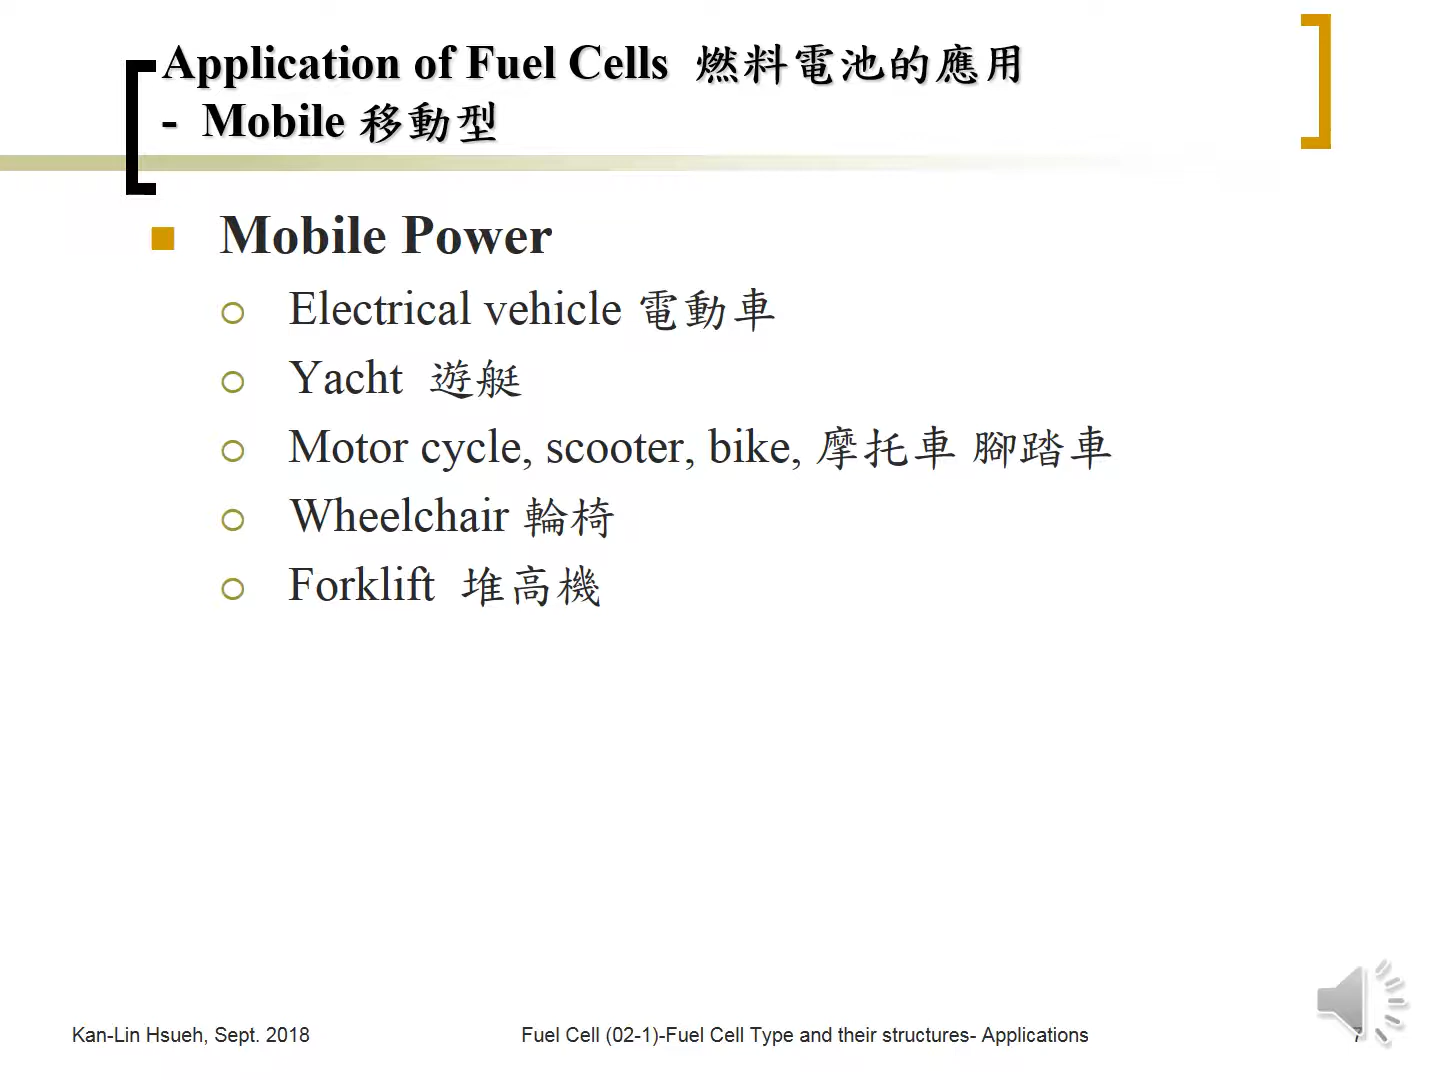 Application of Fuel Cells 燃料電池的應用
- Mobile 移動型
Mobile Power
Electrical vehicle 電動車
Yacht 遊艇
Motor cycle, scooter, bike, 摩托車 腳踏車
Wheelchair 輪椅
Forklift 堆高機
Kan-Lin Hsueh, Sept. 2018
Fuel Cell (02-1)-Fuel Cell Type and their structures- Applications
7